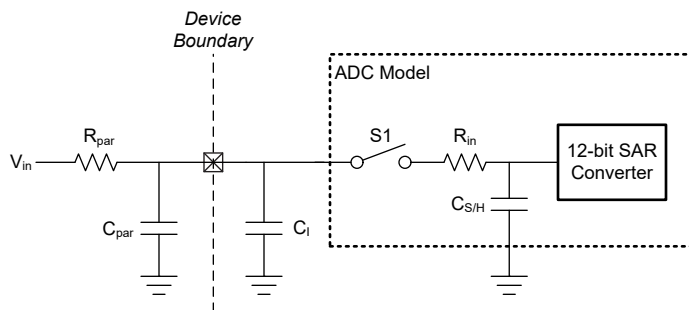 Device
Boundary
ADC Model
V_in
R_par
S1
R_in
12-bit SAR
Converter
C_par
C_I
C_S/H